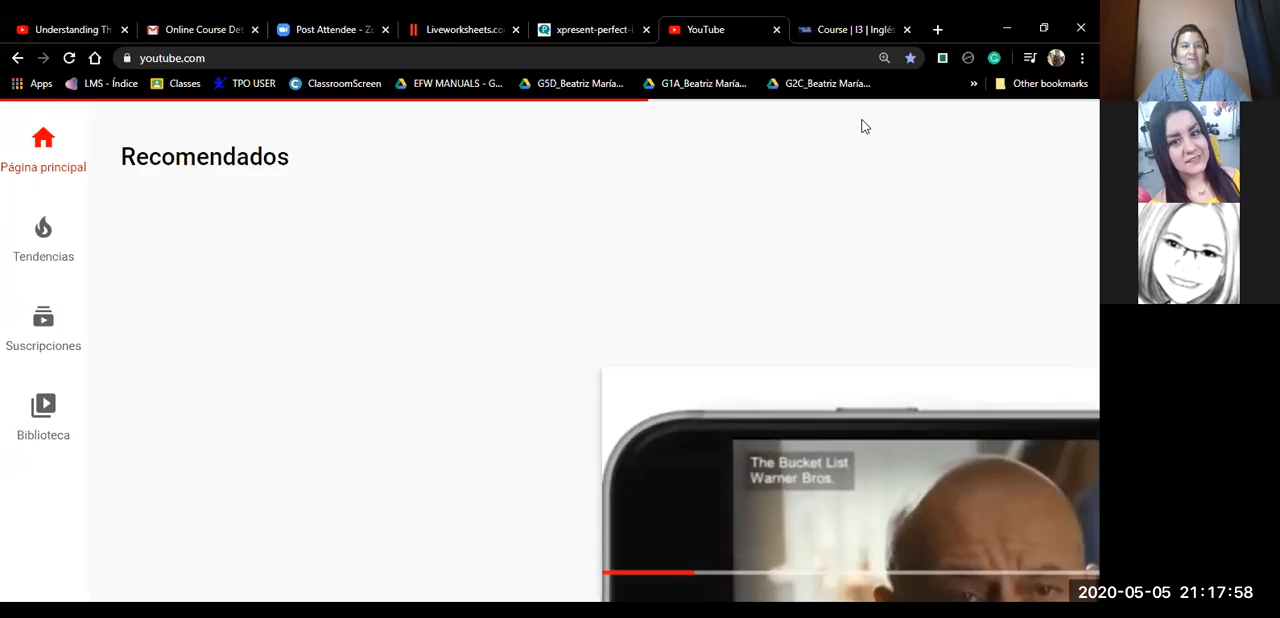 Understanding Th
Online Course Det
Post Attendee - Zo
Liveworksheets.co
xpresent-perfect-i
YouTube
Course | I3 | Inglés
youtube.com
Apps
LMS - Índice
Classes
TPO USER
ClassroomScreen
EFW MANUALS - G...
G5D_Beatriz María...
G1A_Beatriz María...
G2C_Beatriz María...
»
Other bookmarks
Página principal
Recomendados
Tendencias
Suscripciones
Biblioteca
The Bucket List
Warner Bros.
2020-05-05 21:17:58